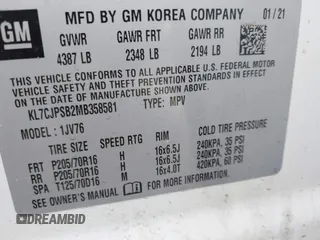 GM
MFD BY GM KOREA COMPANY 01/21
GVWR GAWR FRT GAWR RR
4387 LB 2348 LB 2194 LB
THIS VEHICLE CONFORMS TO ALL APPLICABLE U.S. FEDERAL MOTOR
VEHICLE SAFETY STANDARDS IN EFFECT ON THE DATE OF
MANUFACTURE SHOWN ABOVE.
KL7CJPSB2MB358581 TYPE: MPV
MODEL: 1JV76
TIRE SIZE SPEED RTG RIM COLD TIRE PRESSURE
FRT P205/70R16 H 16x6.5J 240KPA, 35 PSI
RR P205/70R16 H 16x6.5J 240KPA, 35 PSI
SPA T125/70D16 M 16x4.0T 420KPA, 60 PSI
SEE OWNER'S MANUAL FOR MORE INFORMATION.
DREAMBID
dreambid.com